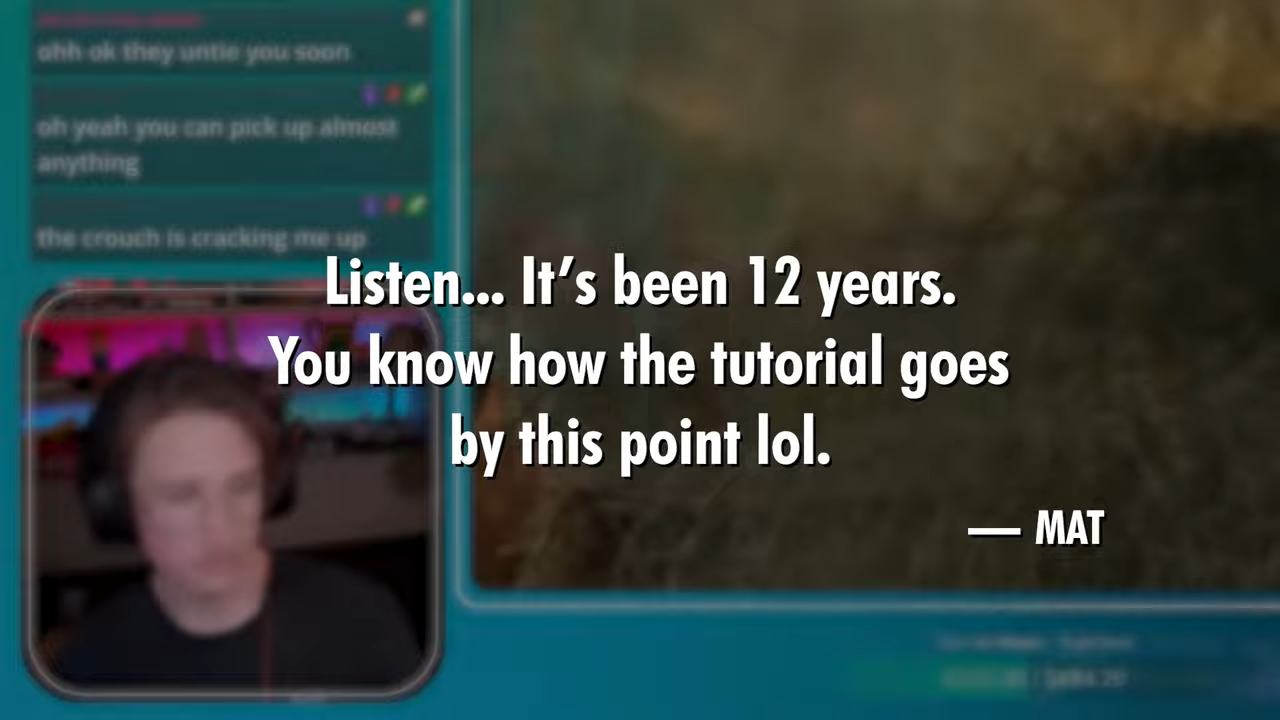 ohh ok they untie you soon
oh yeah you can pick up almost
anything
the crouch is cracking me up
Listen... It’s been 12 years.
You know how the tutorial goes
by this point lol.
— MAT